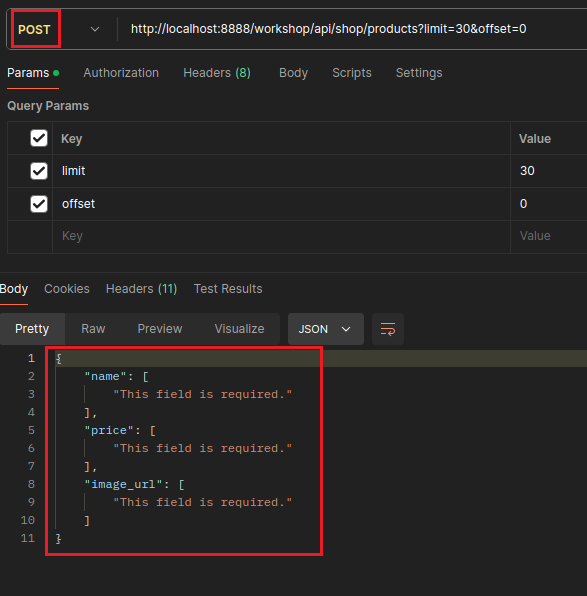 POST http://localhost:8888/workshop/api/shop/products?limit=30&offset=0
Params Authorization Headers (8) Body Scripts Settings
Query Params
Key Value
limit 30
offset 0
Key Value
Body Cookies Headers (11) Test Results
Pretty Raw Preview Visualize JSON
1 {
2 "name": [
3 "This field is required."
4 ],
5 "price": [
6 "This field is required."
7 ],
8 "image_url": [
9 "This field is required."
10 ]
11 }